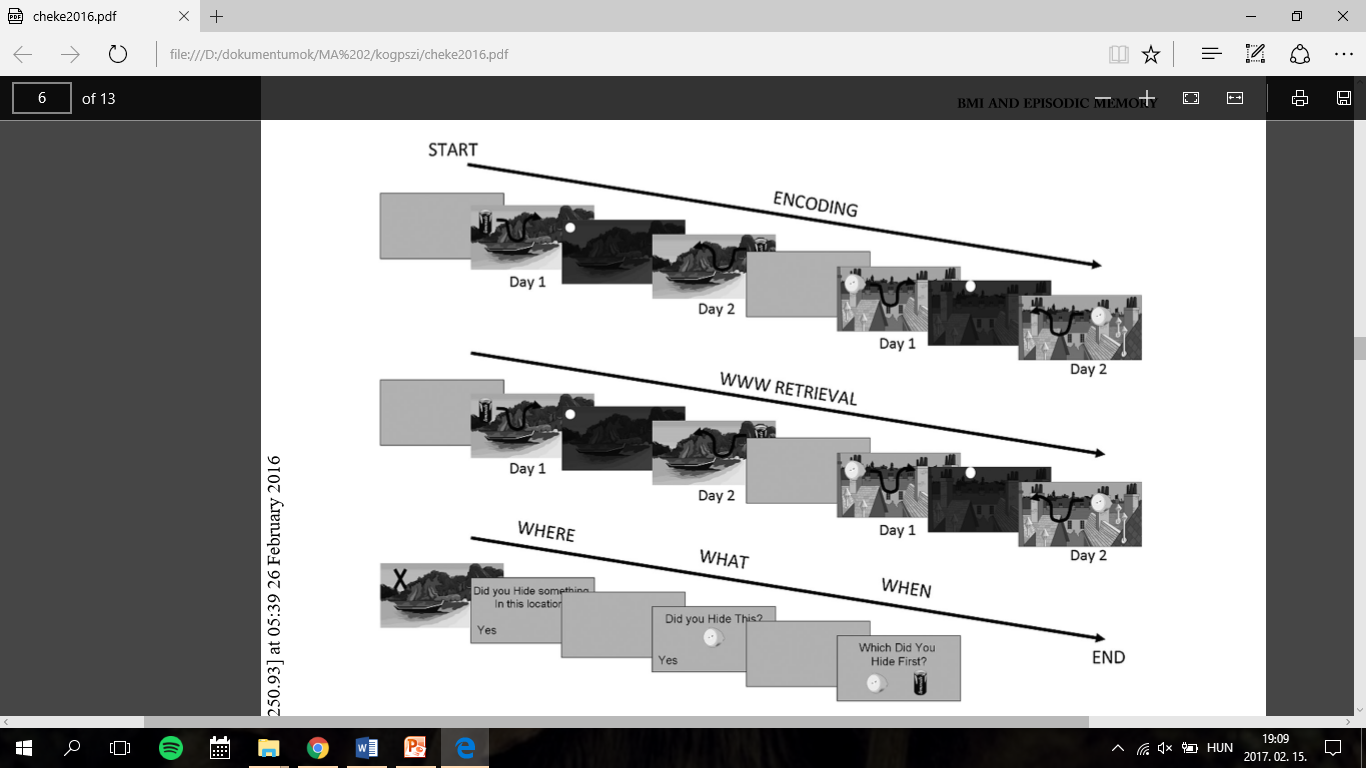 cheke2016.pdf
file:///D:/dokumentumok/MA%202/kogpszi/cheke2016.pdf
6 of 13
BMI AND EPISODIC MEMORY
START
ENCODING
Day 1
Day 2
Day 1
Day 2
WWW RETRIEVAL
Day 1
Day 2
Day 1
Day 2
WHERE
WHAT
WHEN
Did you Hide something
In this location
Yes
Did you Hide This?
Yes
Which Did You
Hide First?
END
250.93] at 05:39 26 February 2016
HUN
19:09
2017. 02. 15.